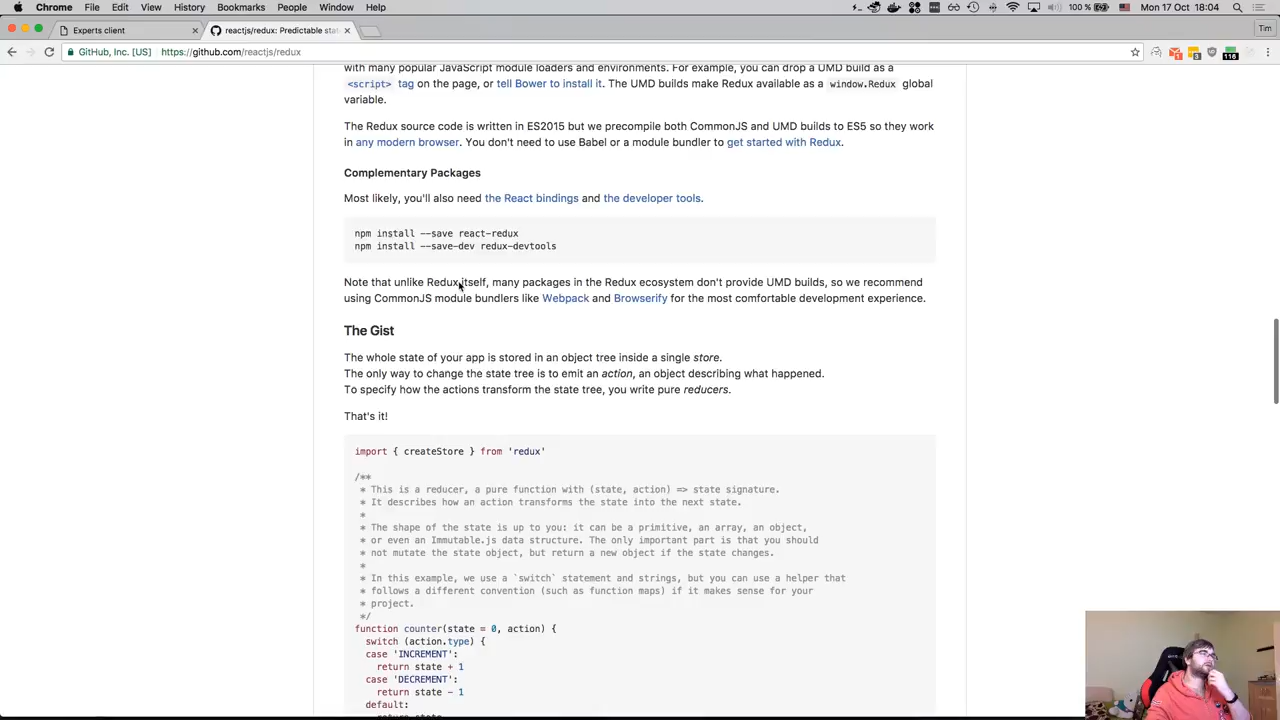 Chrome File Edit View History Bookmarks People Window Help
100 % Mon 17 Oct 18:04
Experts client
reactjs/redux: Predictable sta
Tim
GitHub, Inc. [US] https://github.com/reactjs/redux
with many popular JavaScript module loaders and environments. For example, you can drop a UMD build as a
<script> tag on the page, or tell Bower to install it. The UMD builds make Redux available as a window.Redux global
variable.
The Redux source code is written in ES2015 but we precompile both CommonJS and UMD builds to ES5 so they work
in any modern browser. You don't need to use Babel or a module bundler to get started with Redux.
Complementary Packages
Most likely, you'll also need the React bindings and the developer tools.
npm install --save react-redux
npm install --save-dev redux-devtools
Note that unlike Redux itself, many packages in the Redux ecosystem don't provide UMD builds, so we recommend
using CommonJS module bundlers like Webpack and Browserify for the most comfortable development experience.
The Gist
The whole state of your app is stored in an object tree inside a single store.
The only way to change the state tree is to emit an action, an object describing what happened.
To specify how the actions transform the state tree, you write pure reducers.
That's it!
import { createStore } from 'redux'
/**
* This is a reducer, a pure function with (state, action) => state signature.
* It describes how an action transforms the state into the next state.
*
* The shape of the state is up to you: it can be a primitive, an array, an object,
* or even an Immutable.js data structure. The only important part is that you should
* not mutate the state object, but return a new object if the state changes.
*
* In this example, we use a `switch` statement and strings, but you can use a helper that
* follows a different convention (such as function maps) if it makes sense for your
* project.
*/
function counter(state = 0, action) {
switch (action.type) {
case 'INCREMENT':
return state + 1
case 'DECREMENT':
return state - 1
default:
return state